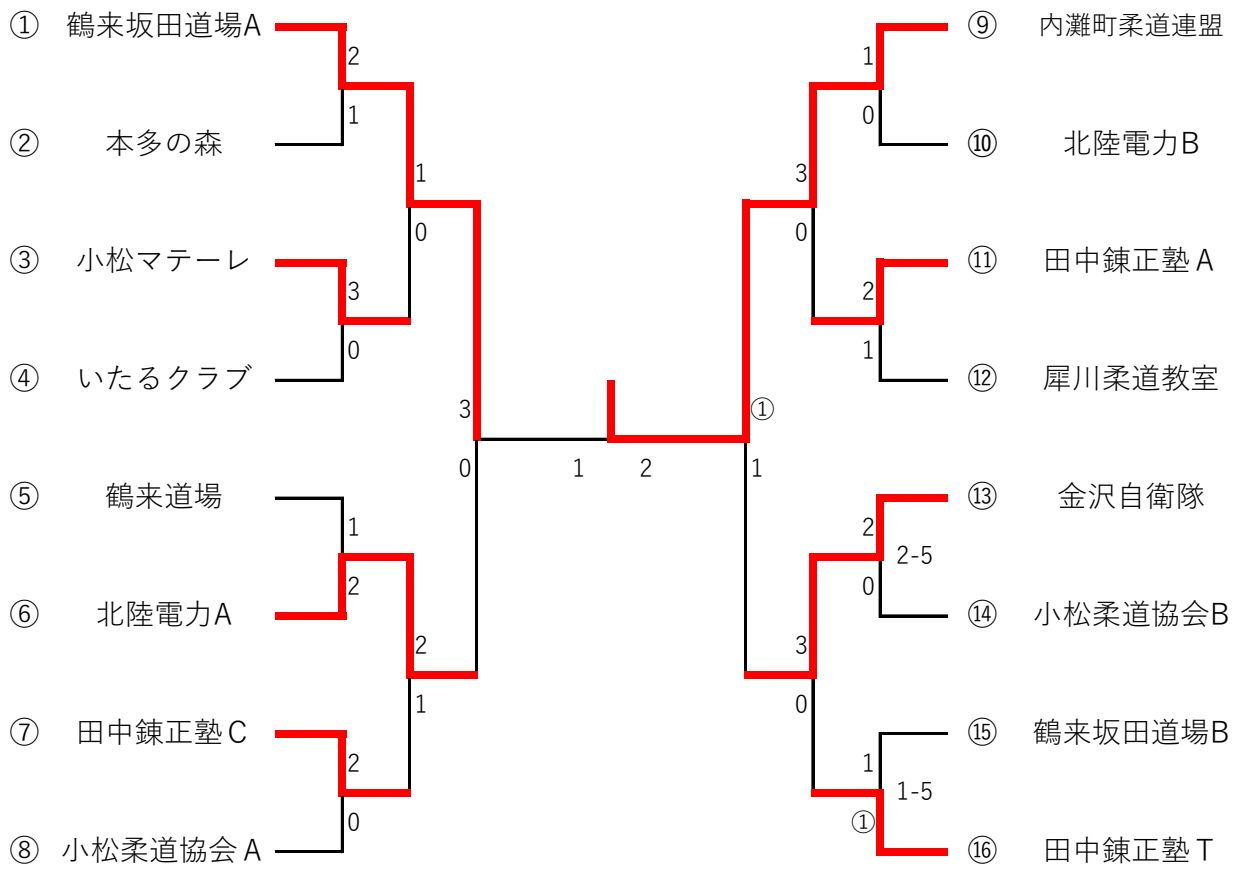 ① 鶴来坂田道場A
2
1
② 本多の森
1
0
③ 小松マテーレ
3
0
④ いたるクラブ
3
0
⑤ 鶴来道場
1
2
⑥ 北陸電力A
2
1
⑦ 田中錬正塾C
2
0
⑧ 小松柔道協会A
1 2
⑨ 内灘町柔道連盟
1
0
⑩ 北陸電力B
3
0
⑪ 田中錬正塾A
2
1
⑫ 犀川柔道教室
①
1
⑬ 金沢自衛隊
2
2-5
0
⑭ 小松柔道協会B
3
0
⑮ 鶴来坂田道場B
1
1-5
①
⑯ 田中錬正塾T